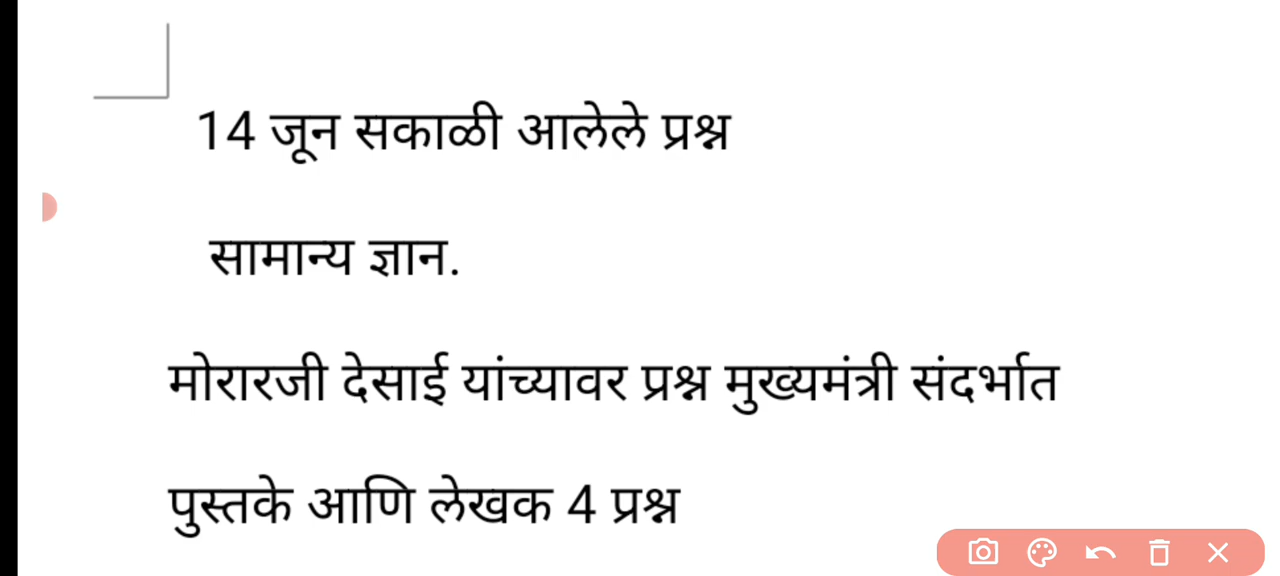 14 जून सकाळी आलेले प्रश्न
सामान्य ज्ञान.
मोरारजी देसाई यांच्यावर प्रश्न मुख्यमंत्री संदर्भात
पुस्तके आणि लेखक 4 प्रश्न